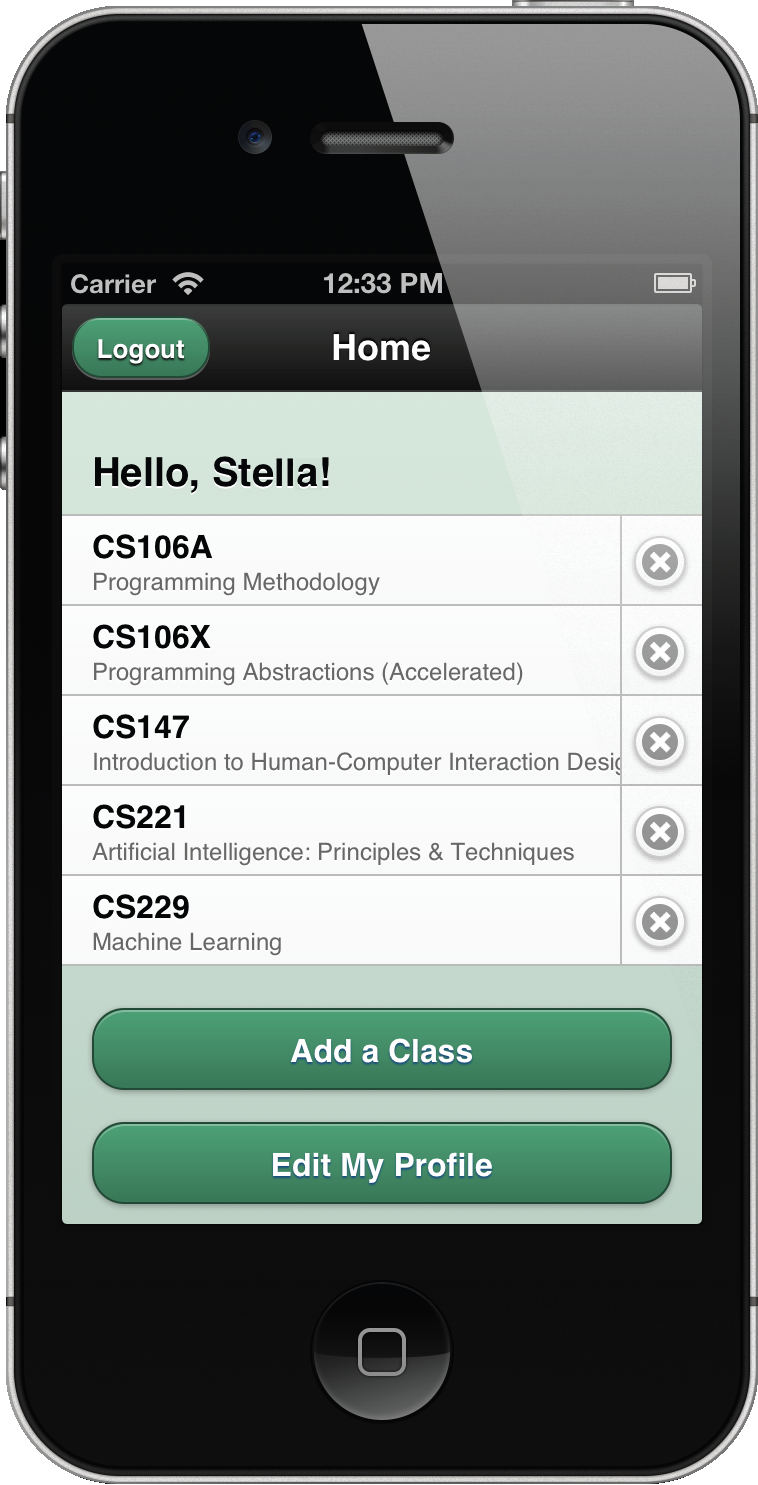 Carrier 12:33 PM
Logout Home
Hello, Stella!
CS106A
Programming Methodology
CS106X
Programming Abstractions (Accelerated)
CS147
Introduction to Human-Computer Interaction Desig
CS221
Artificial Intelligence: Principles & Techniques
CS229
Machine Learning
Add a Class
Edit My Profile